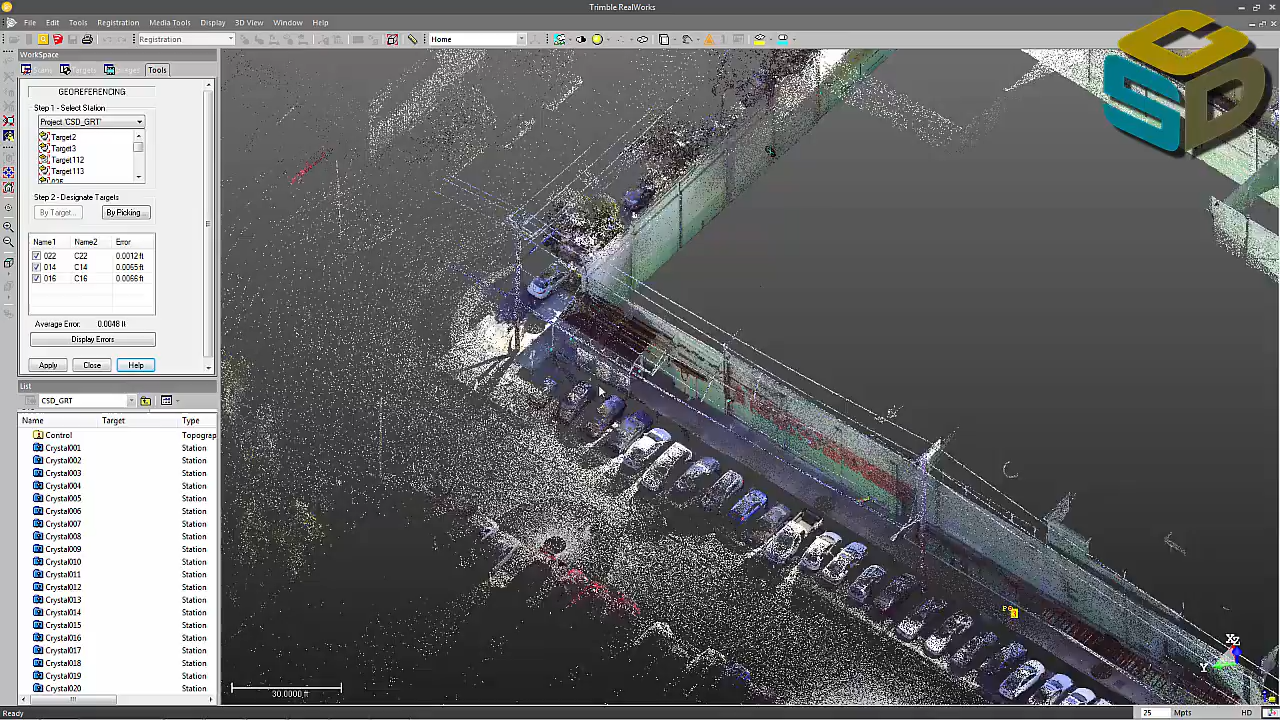 Trimble RealWorks
File Edit Tools Registration Media Tools Display 3D View Window Help
Registration Home
WorkSpace
Tools
GEOREFERENCING
Step 1 - Select Station
Project 'CSD_GRT'
Target2
Target3
Target112
Target113
Step 2 - Designate Targets
By Target... By Picking...
Name1 Name2 Error
022 C22 0.0012 ft
014 C14 0.0065 ft
016 C16 0.0066 ft
Average Error: 0.0048 ft
Display Errors
Apply Close Help
List
CSD_GRT
Name Target Type
Control Topograp
Crystal001 Station
Crystal002 Station
Crystal003 Station
Crystal004 Station
Crystal005 Station
Crystal006 Station
Crystal007 Station
Crystal008 Station
Crystal009 Station
Crystal010 Station
Crystal011 Station
Crystal012 Station
Crystal013 Station
Crystal014 Station
Crystal015 Station
Crystal016 Station
Crystal017 Station
Crystal018 Station
Crystal019 Station
Crystal020 Station
CSD
30.0000 ft
X Z
Y
Ready 25 Mpts HD